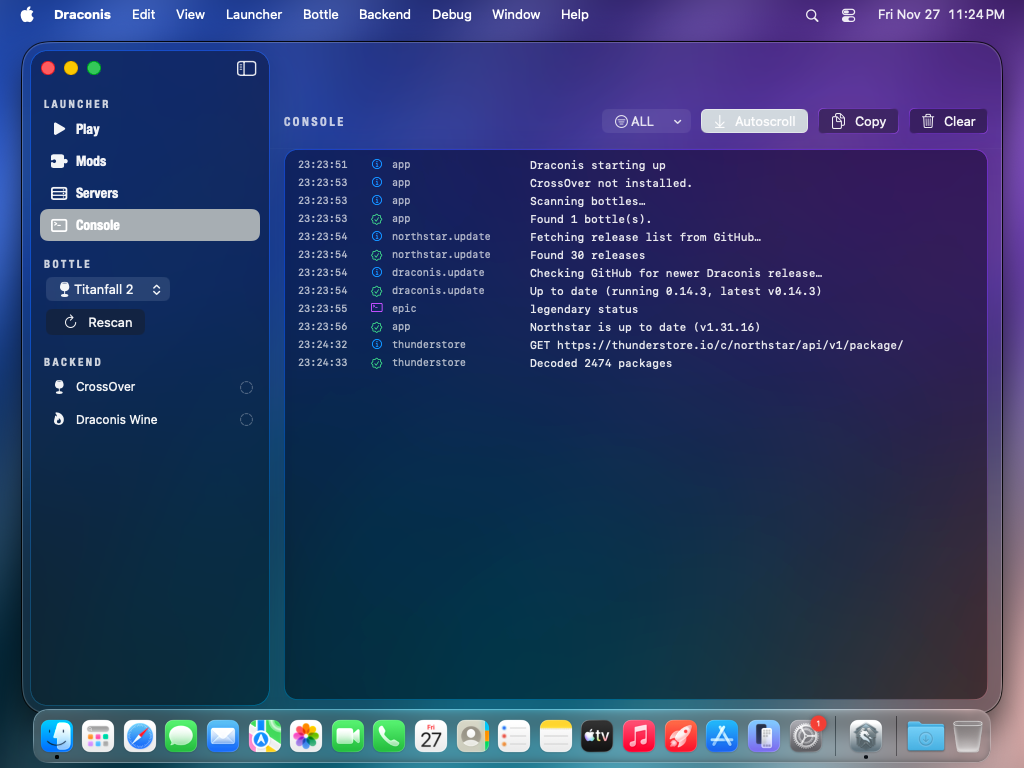 Draconis Edit View Launcher Bottle Backend Debug Window Help Fri Nov 27 11:24 PM
LAUNCHER
Play
Mods
Servers
Console
BOTTLE
Titanfall 2
Rescan
BACKEND
CrossOver
Draconis Wine
CONSOLE ALL Autoscroll Copy Clear
23:23:51 app Draconis starting up
23:23:53 app CrossOver not installed.
23:23:53 app Scanning bottles…
23:23:53 app Found 1 bottle(s).
23:23:54 northstar.update Fetching release list from GitHub…
23:23:54 northstar.update Found 30 releases
23:23:54 draconis.update Checking GitHub for newer Draconis release…
23:23:54 draconis.update Up to date (running 0.14.3, latest v0.14.3)
23:23:55 epic legendary status
23:23:56 app Northstar is up to date (v1.31.16)
23:24:32 thunderstore GET https://thunderstore.io/c/northstar/api/v1/package/
23:24:33 thunderstore Decoded 2474 packages
Fri
27
tv
1